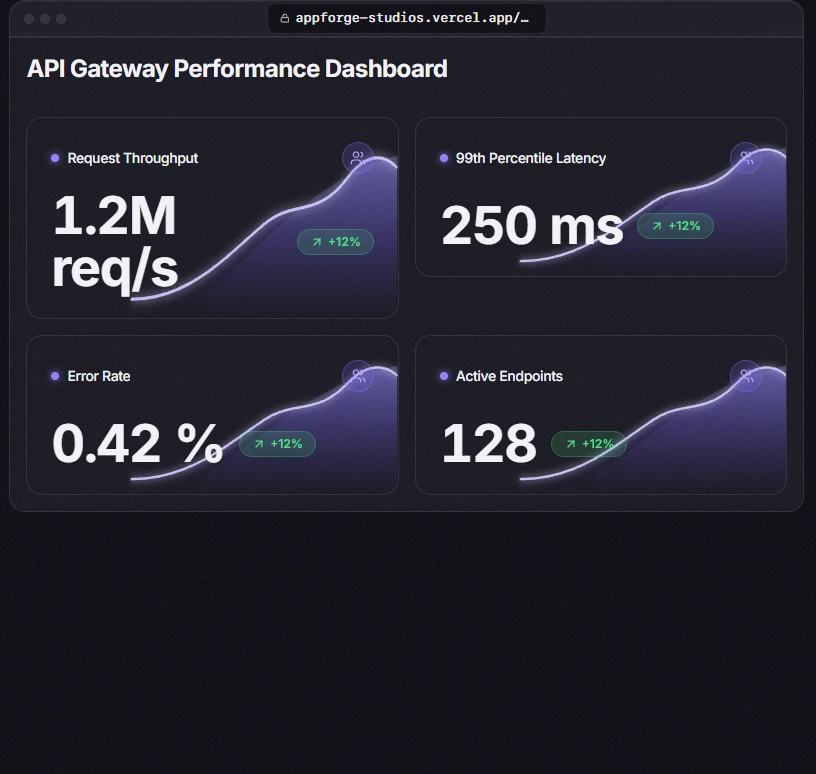 appforge-studios.vercel.app/…
API Gateway Performance Dashboard
Request Throughput
1.2M
req/s
+12%
99th Percentile Latency
250 ms
+12%
Error Rate
0.42 %
+12%
Active Endpoints
128
+12%